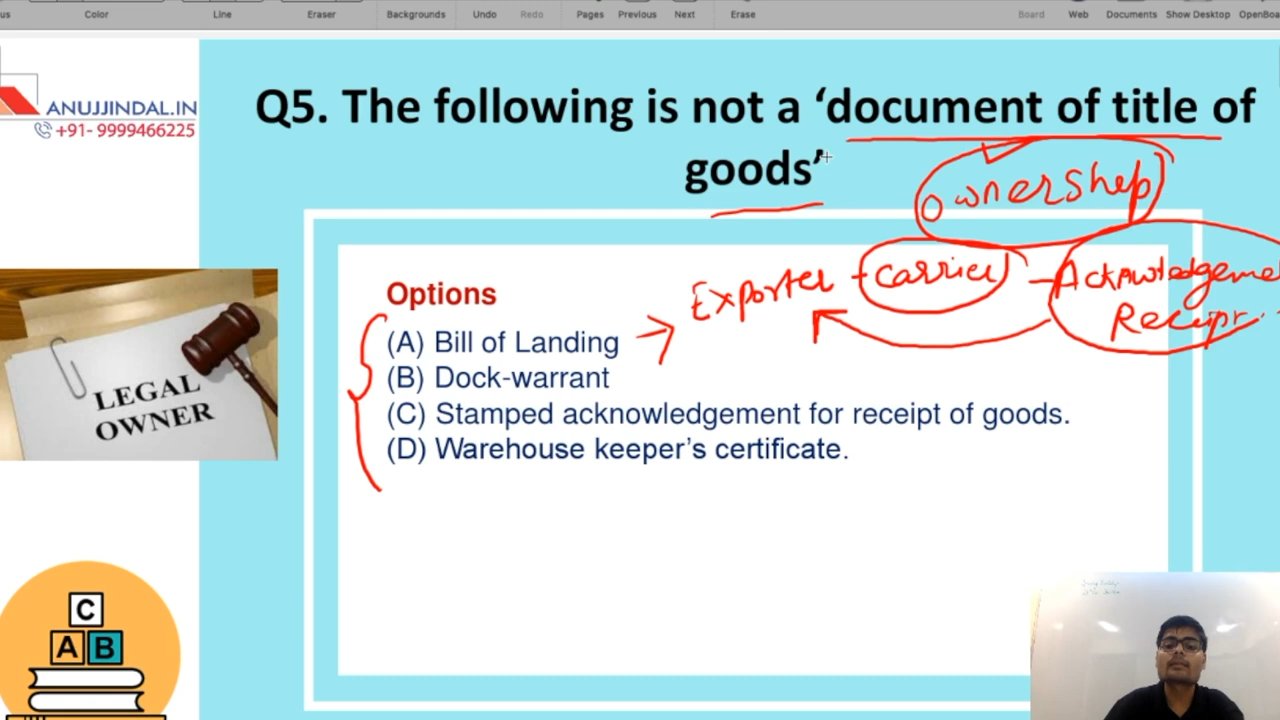 Color Line Eraser Backgrounds Undo Redo Pages Previous Next Erase Board Web Documents Show Desktop OpenBoa
ANUJJINDAL.IN
+91- 9999466225
Q5. The following is not a ‘document of title of
goods’
ownership
Exporter - carrier - Acknowledgeme
Receipt
Options
(A) Bill of Landing
(B) Dock-warrant
(C) Stamped acknowledgement for receipt of goods.
(D) Warehouse keeper’s certificate.
LEGAL
OWNER
C
A B